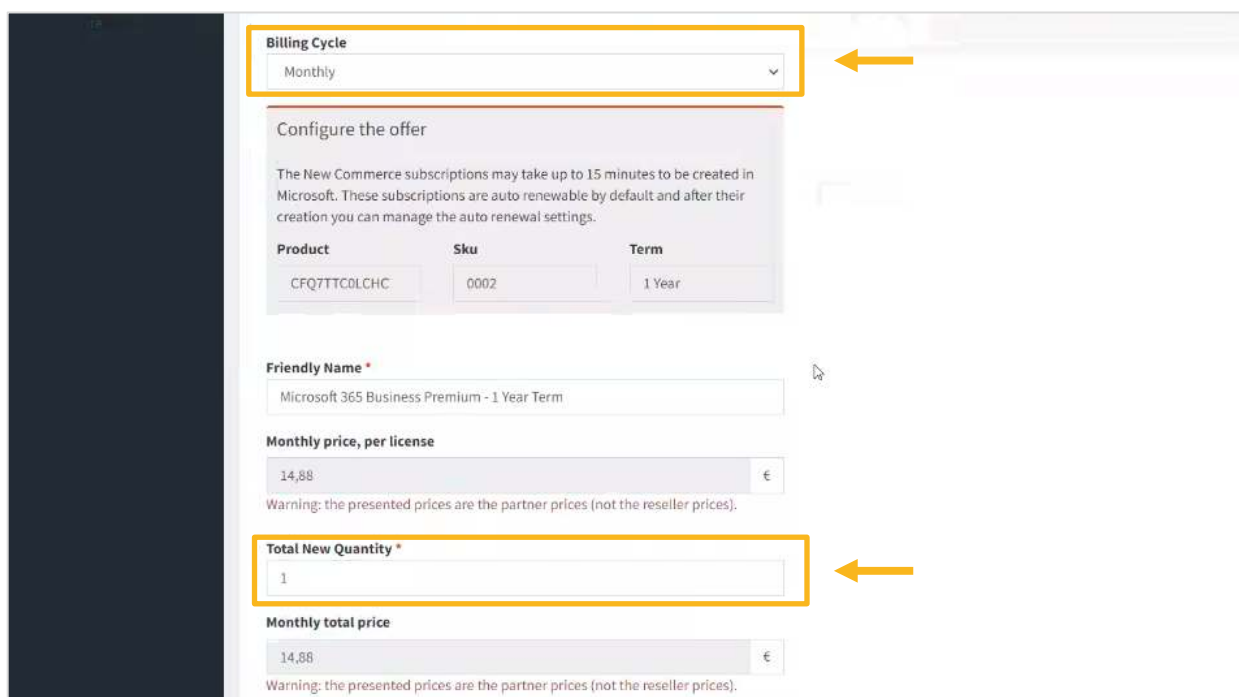 Billing Cycle
Monthly
Configure the offer
The New Commerce subscriptions may take up to 15 minutes to be created in
Microsoft. These subscriptions are auto renewable by default and after their
creation you can manage the auto renewal settings.
Product Sku Term
CFQ7TTC0LCHC 0002 1 Year
Friendly Name *
Microsoft 365 Business Premium - 1 Year Term
Monthly price, per license
14,88 €
Warning: the presented prices are the partner prices (not the reseller prices).
Total New Quantity *
1
Monthly total price
14,88 €
Warning: the presented prices are the partner prices (not the reseller prices).